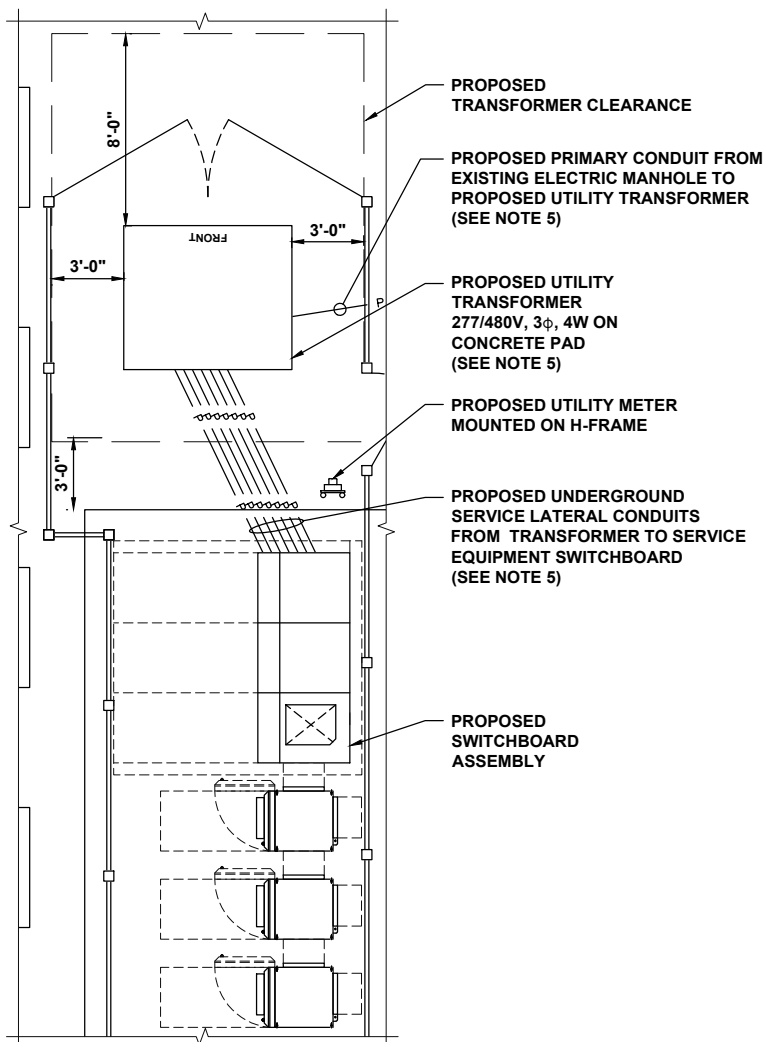 PROPOSED
TRANSFORMER CLEARANCE
8'-0"
PROPOSED PRIMARY CONDUIT FROM
EXISTING ELECTRIC MANHOLE TO
PROPOSED UTILITY TRANSFORMER
(SEE NOTE 5)
FRONT
3'-0"
3'-0"
P
PROPOSED UTILITY
TRANSFORMER
277/480V, 3ϕ, 4W ON
CONCRETE PAD
(SEE NOTE 5)
PROPOSED UTILITY METER
MOUNTED ON H-FRAME
3'-0"
PROPOSED UNDERGROUND
SERVICE LATERAL CONDUITS
FROM TRANSFORMER TO SERVICE
EQUIPMENT SWITCHBOARD
(SEE NOTE 5)
PROPOSED
SWITCHBOARD
ASSEMBLY